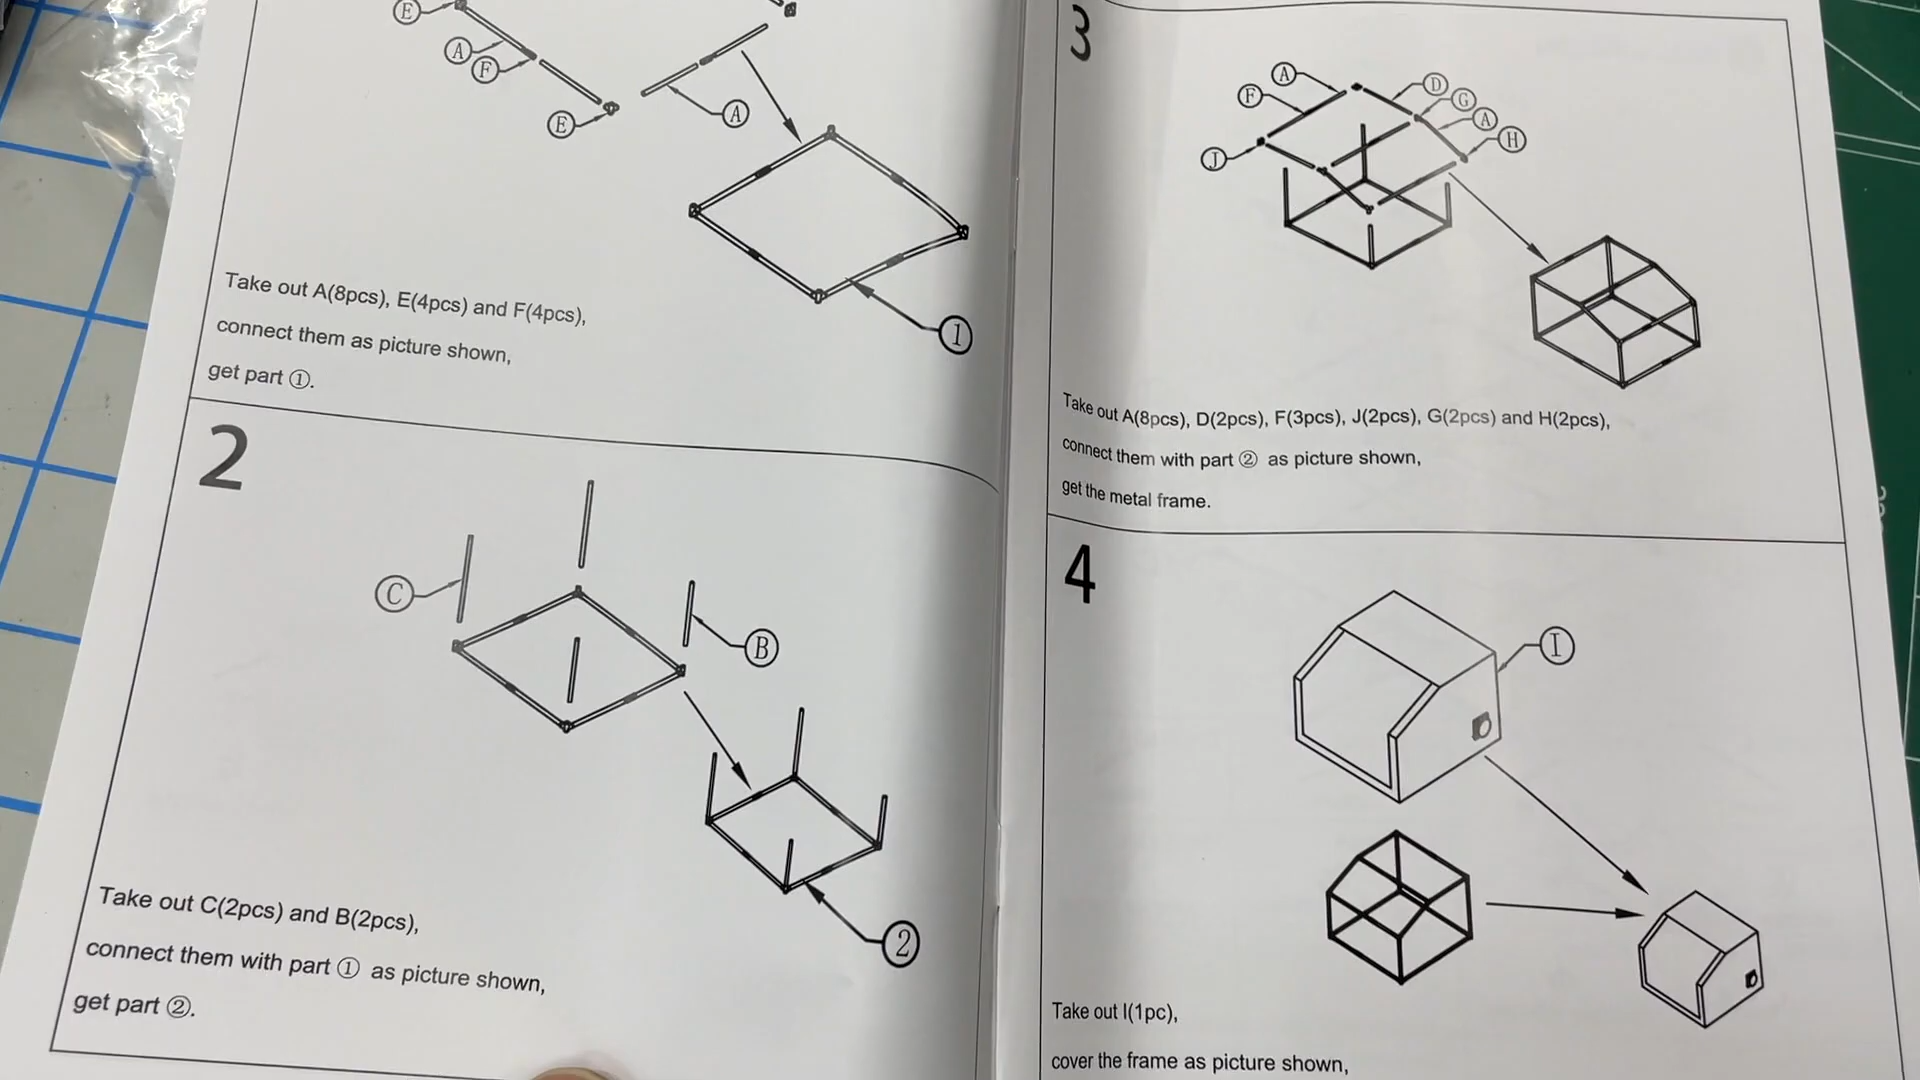 E
A
F
E
A
1
Take out A(8pcs), E(4pcs) and F(4pcs),
connect them as picture shown,
get part ①.
2
C
B
2
Take out C(2pcs) and B(2pcs),
connect them with part ① as picture shown,
get part ②.
3
A
F
J
D
G
A
H
Take out A(8pcs), D(2pcs), F(3pcs), J(2pcs), G(2pcs) and H(2pcs),
connect them with part ② as picture shown,
get the metal frame.
4
I
Take out I(1pc),
cover the frame as picture shown,